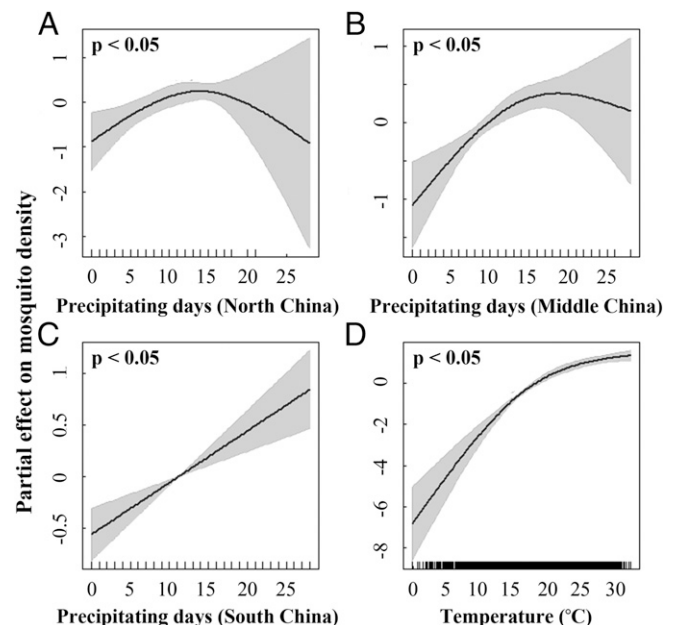 A
B
p < 0.05
p < 0.05
1
0
-1
-2
-3
1
0
-1
0 5 10 15 20 25
0 5 10 15 20 25
Precipitating days (North China)
Precipitating days (Middle China)
Partial effect on mosquito density
C
D
p < 0.05
p < 0.05
1
0.5
0
-0.5
0
-2
-4
-6
-8
0 5 10 15 20 25
0 5 10 15 20 25 30
Precipitating days (South China)
Temperature (°C)